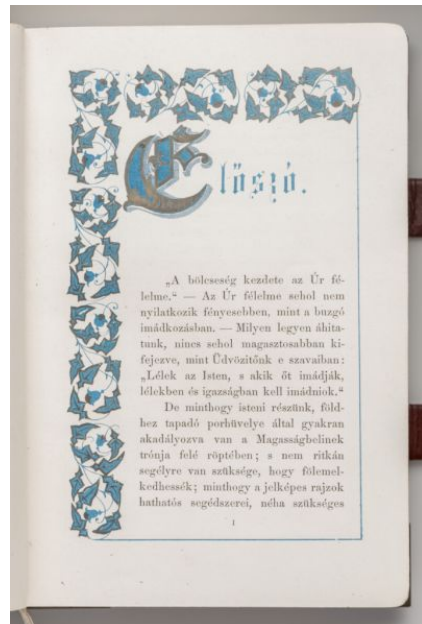 Előszó.
„A bölcseség kezdete az Úr fé-
lelme.“ — Az Úr félelme sehol nem
nyilatkozik fényesebben, mint a buzgó
imádkozásban. — Milyen legyen áhita-
tunk, nincs sehol magasztosabban ki-
fejezve, mint Üdvözitőnk e szavaiban:
„Lélek az Isten, s akik őt imádják,
lélekben és igazságban kell imádniok.“
De minthogy isteni részünk, föld-
hez tapadó porhüvelye által gyakran
akadályozva van a Magasságbelinek
trónja felé röptében; s nem ritkán
segélyre van szüksége, hogy fölemel-
kedhessék; minthogy a jelképes rajzok
hathatós segédszerei, néha szükséges
1